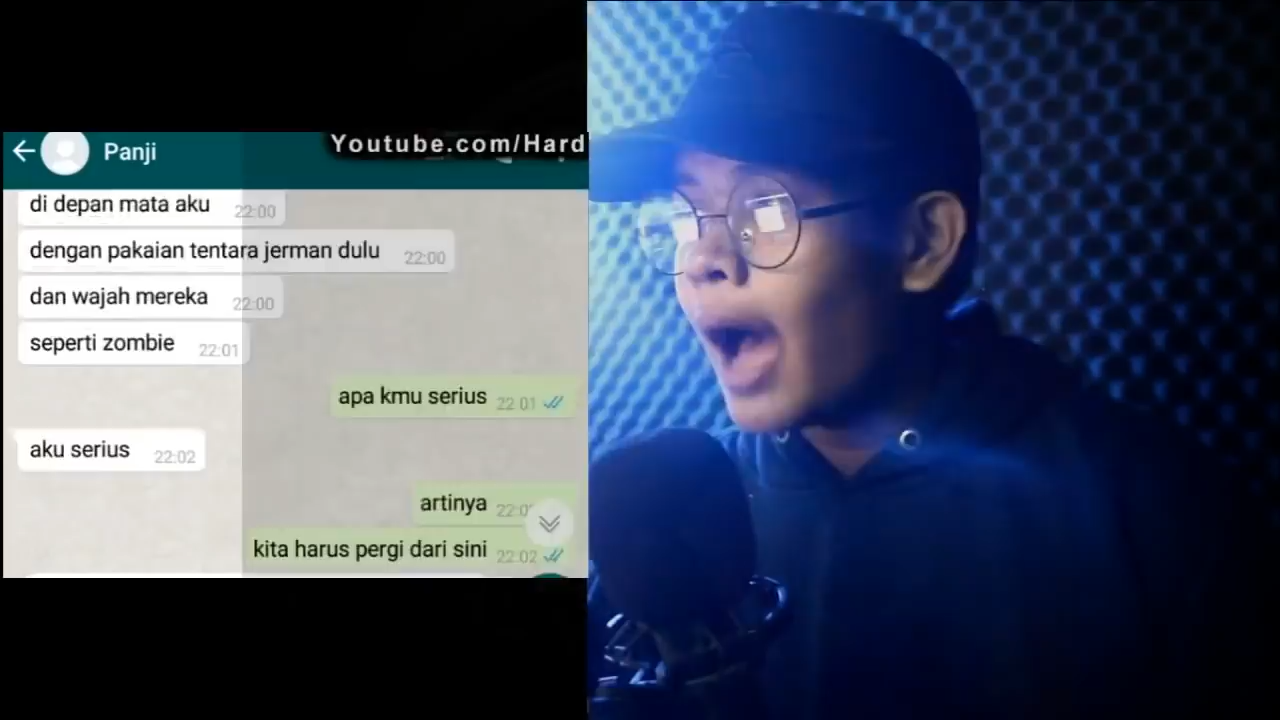 Youtube.com/Hard
Panji
di depan mata aku 22:00
dengan pakaian tentara jerman dulu 22:00
dan wajah mereka 22:00
seperti zombie 22:01
apa kmu serius 22:01
aku serius 22:02
artinya
kita harus pergi dari sini 22:02